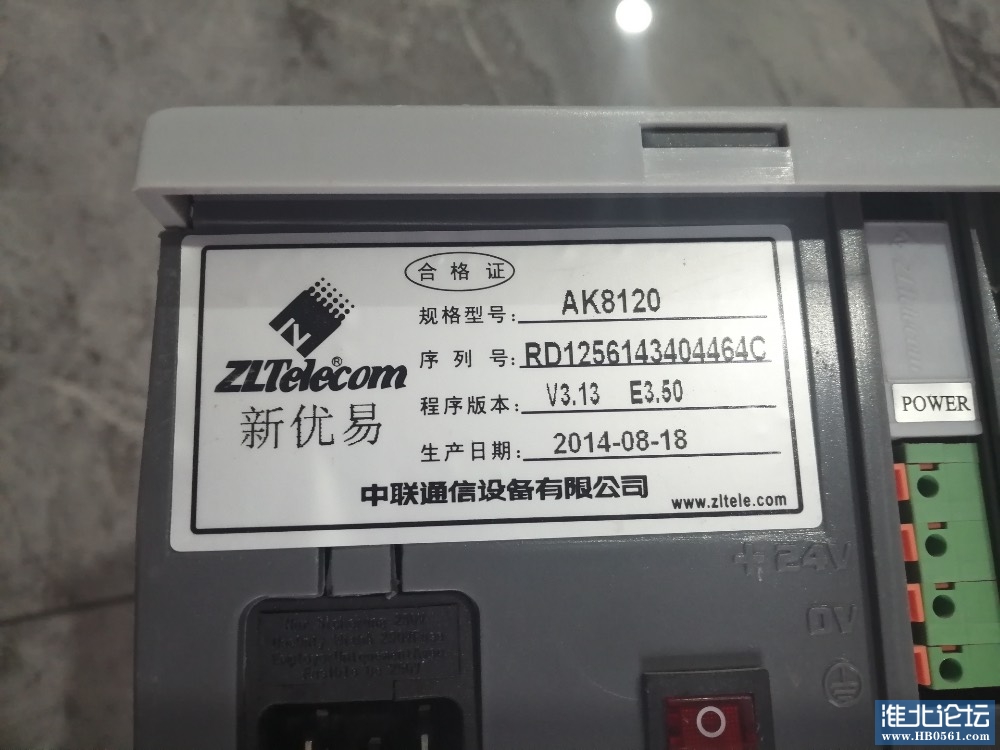 合格证
规格型号: AK8120
序列号: RD1256143404464C
程序版本: V3.13 E3.50
生产日期: 2014-08-18
ZLTelecom®
新优易
中联通信设备有限公司
www.zltele.com
POWER
+24V
0V
淮北论坛
www.HB0561.com